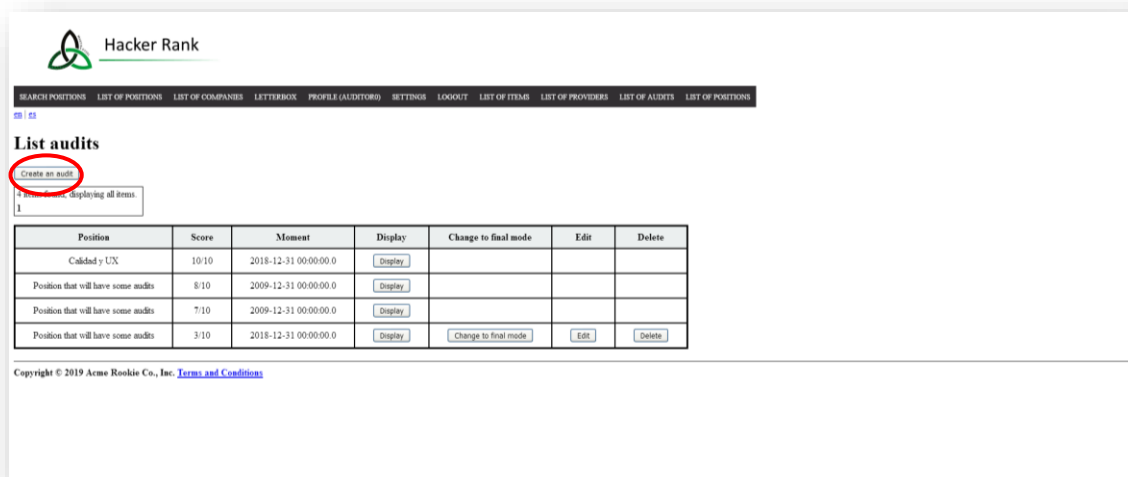 Hacker Rank
SEARCH POSITIONS LIST OF POSITIONS LIST OF COMPANIES LETTERBOX PROFILE (AUDITOR0) SETTINGS LOGOUT LIST OF ITEMS LIST OF PROVIDERS LIST OF AUDITS LIST OF POSITIONS
en | es
List audits
Create an audit
4 items found, displaying all items.
1
Position Score Moment Display Change to final mode Edit Delete
Calidad y UX 10/10 2018-12-31 00:00:00.0 Display
Position that will have some audits 8/10 2009-12-31 00:00:00.0 Display
Position that will have some audits 7/10 2009-12-31 00:00:00.0 Display
Position that will have some audits 3/10 2018-12-31 00:00:00.0 Display Change to final mode Edit Delete
Copyright © 2019 Acme Rookie Co., Inc. Terms and Conditions